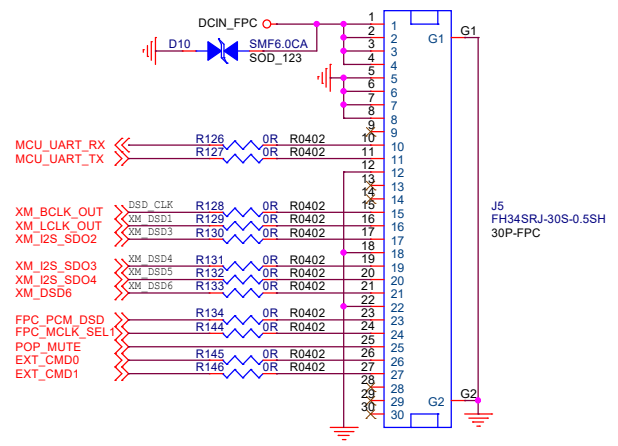 DCIN_FPC
D10 SMF6.0CA
SOD_123
1 1
2 2
3 3
4 4
5 5
6 6
7 7
8 8
9 9
MCU_UART_RX R126 0R R0402 10 10
MCU_UART_TX R127 0R R0402 11 11
12 12
13 13
14 14
XM_BCLK_OUT DSD_CLK R128 0R R0402 15 15
XM_LCLK_OUT XM_DSD1 R129 0R R0402 16 16
XM_I2S_SDO2 XM_DSD3 R130 0R R0402 17 17
18 18
XM_I2S_SDO3 XM_DSD4 R131 0R R0402 19 19
XM_I2S_SDO4 XM_DSD5 R132 0R R0402 20 20
XM_DSD6 XM_DSD6 R133 0R R0402 21 21
22 22
FPC_PCM_DSD R134 0R R0402 23 23
FPC_MCLK_SEL1 R144 0R R0402 24 24
POP_MUTE 25 25
EXT_CMD0 R145 0R R0402 26 26
EXT_CMD1 R146 0R R0402 27 27
28 28
29 29
30 30
G1 G1
G2 G2
J5
FH34SRJ-30S-0.5SH
30P-FPC